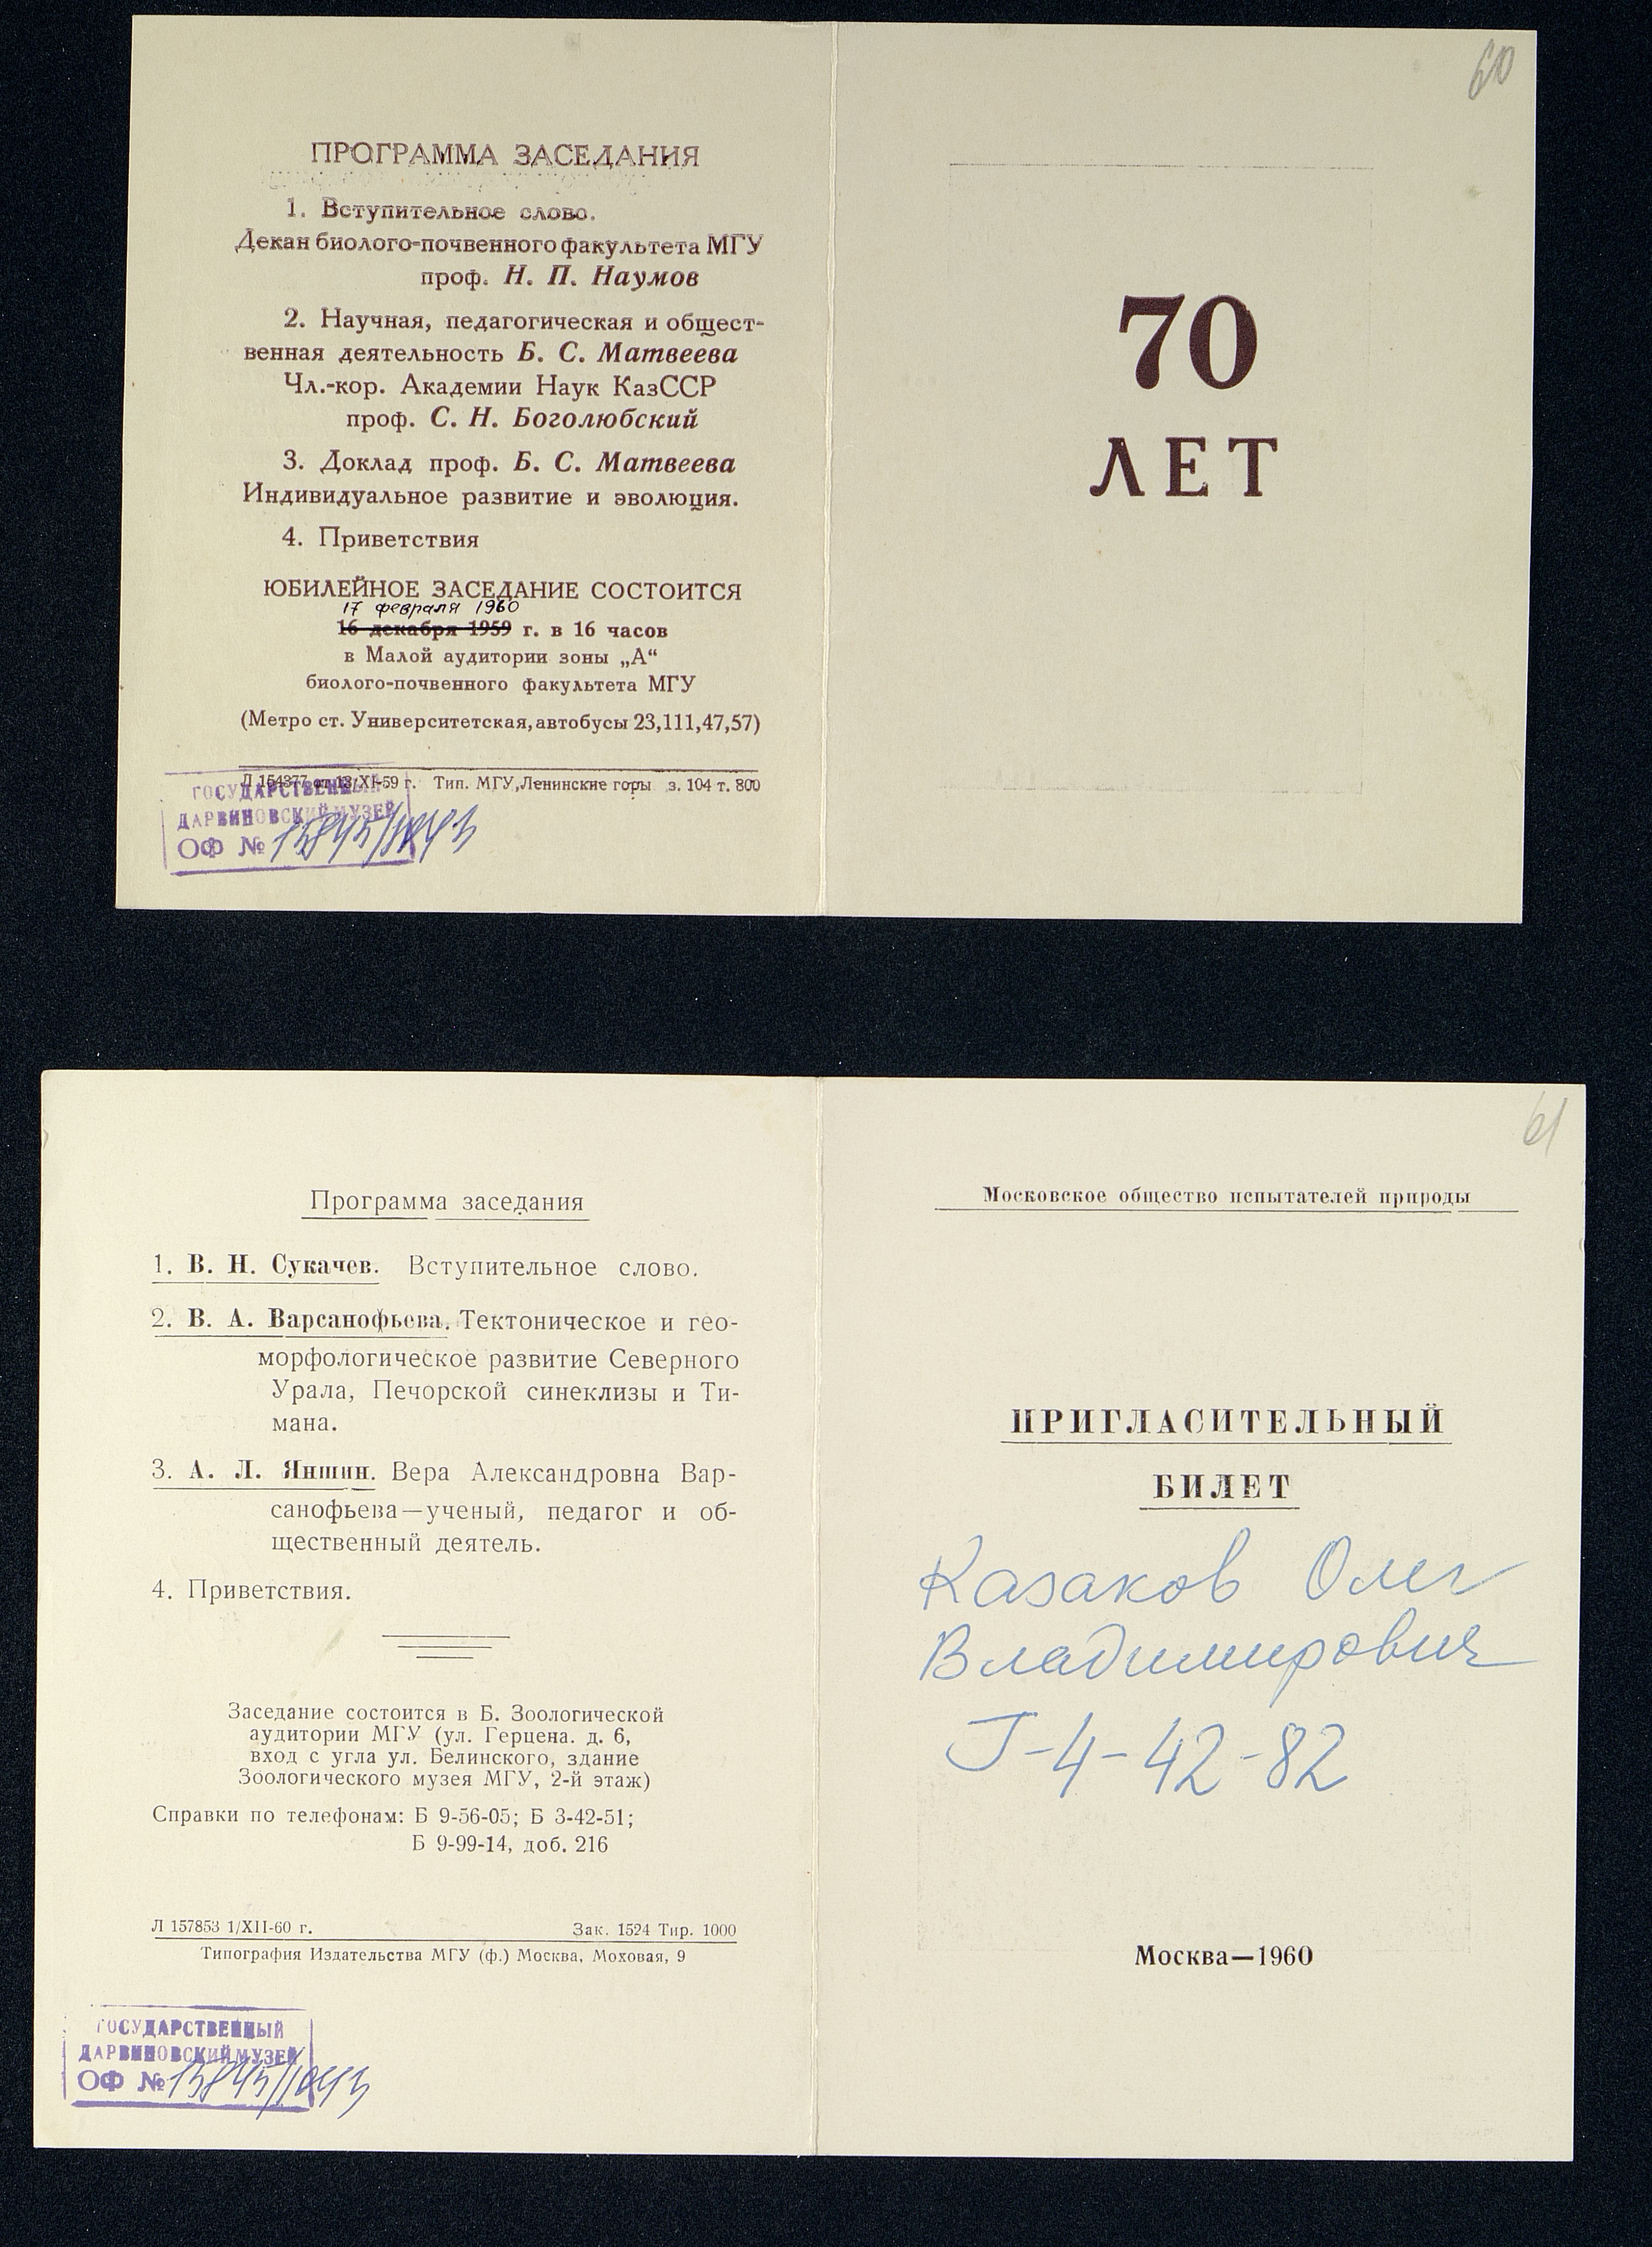 60
ПРОГРАММА ЗАСЕДАНИЯ
1. Вступительное слово.
Декан биолого-почвенного факультета МГУ
проф. Н. П. Наумов
2. Научная, педагогическая и общест-
венная деятельность Б. С. Матвеева
Чл.-кор. Академии Наук КазССР
проф. С. Н. Боголюбский
3. Доклад проф. Б. С. Матвеева
Индивидуальное развитие и эволюция.
4. Приветствия
ЮБИЛЕЙНОЕ ЗАСЕДАНИЕ СОСТОИТСЯ
17 февраля 1960
16 декабря 1959 г. в 16 часов
в Малой аудитории зоны „А“
биолого-почвенного факультета МГУ
(Метро ст. Университетская, автобусы 23,111,47,57)
Л 154377 от 13/XI-59 г. Тип. МГУ, Ленинские горы з. 104 т. 800
ГОСУДАРСТВЕННЫЙ
ДАРВИНОВСКИЙ МУЗЕЙ
ОФ №
70
ЛЕТ
61
Программа заседания
1. В. Н. Сукачев. Вступительное слово.
2. В. А. Варсанофьева. Тектоническое и гео-
морфологическое развитие Северного
Урала, Печорской синеклизы и Ти-
мана.
3. А. Л. Яншин. Вера Александровна Вар-
санофьева—ученый, педагог и об-
щественный деятель.
4. Приветствия.
Заседание состоится в Б. Зоологической
аудитории МГУ (ул. Герцена. д. 6,
вход с угла ул. Белинского, здание
Зоологического музея МГУ, 2-й этаж)
Справки по телефонам: Б 9-56-05; Б 3-42-51;
Б 9-99-14, доб. 216
Л 157853 1/XII-60 г. Зак. 1524 Тир. 1000
Типография Издательства МГУ (ф.) Москва, Моховая, 9
ГОСУДАРСТВЕННЫЙ
ДАРВИНОВСКИЙ МУЗЕЙ
ОФ №
Московское общество испытателей природы
ПРИГЛАСИТЕЛЬНЫЙ
БИЛЕТ
Казаков Олег
Владимирович
Г-4-42-82
Москва—1960